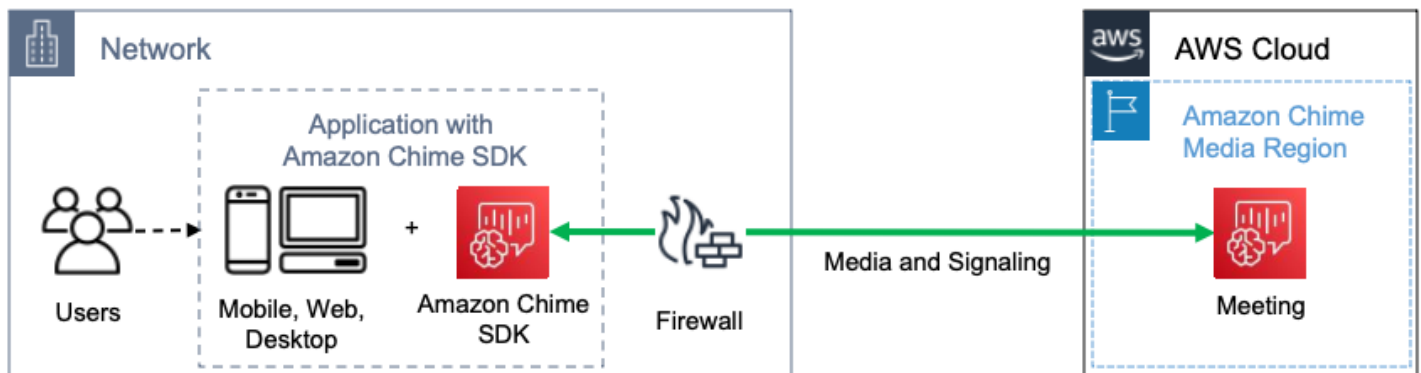 Network
Application with
Amazon Chime SDK
Users
Mobile, Web,
Desktop
+
Amazon Chime
SDK
Firewall
Media and Signaling
aws
AWS Cloud
Amazon Chime
Media Region
Meeting